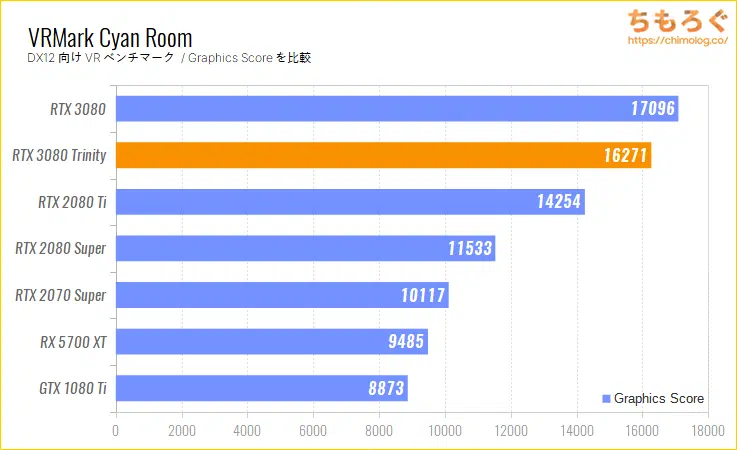 VRMark Cyan Room
DX12 向け VR ベンチマーク / Graphics Score を比較
ちもろぐ
https://chimolog.co/
RTX 3080 17096
RTX 3080 Trinity 16271
RTX 2080 Ti 14254
RTX 2080 Super 11533
RTX 2070 Super 10117
RX 5700 XT 9485
GTX 1080 Ti 8873
Graphics Score
0 2000 4000 6000 8000 10000 12000 14000 16000 18000